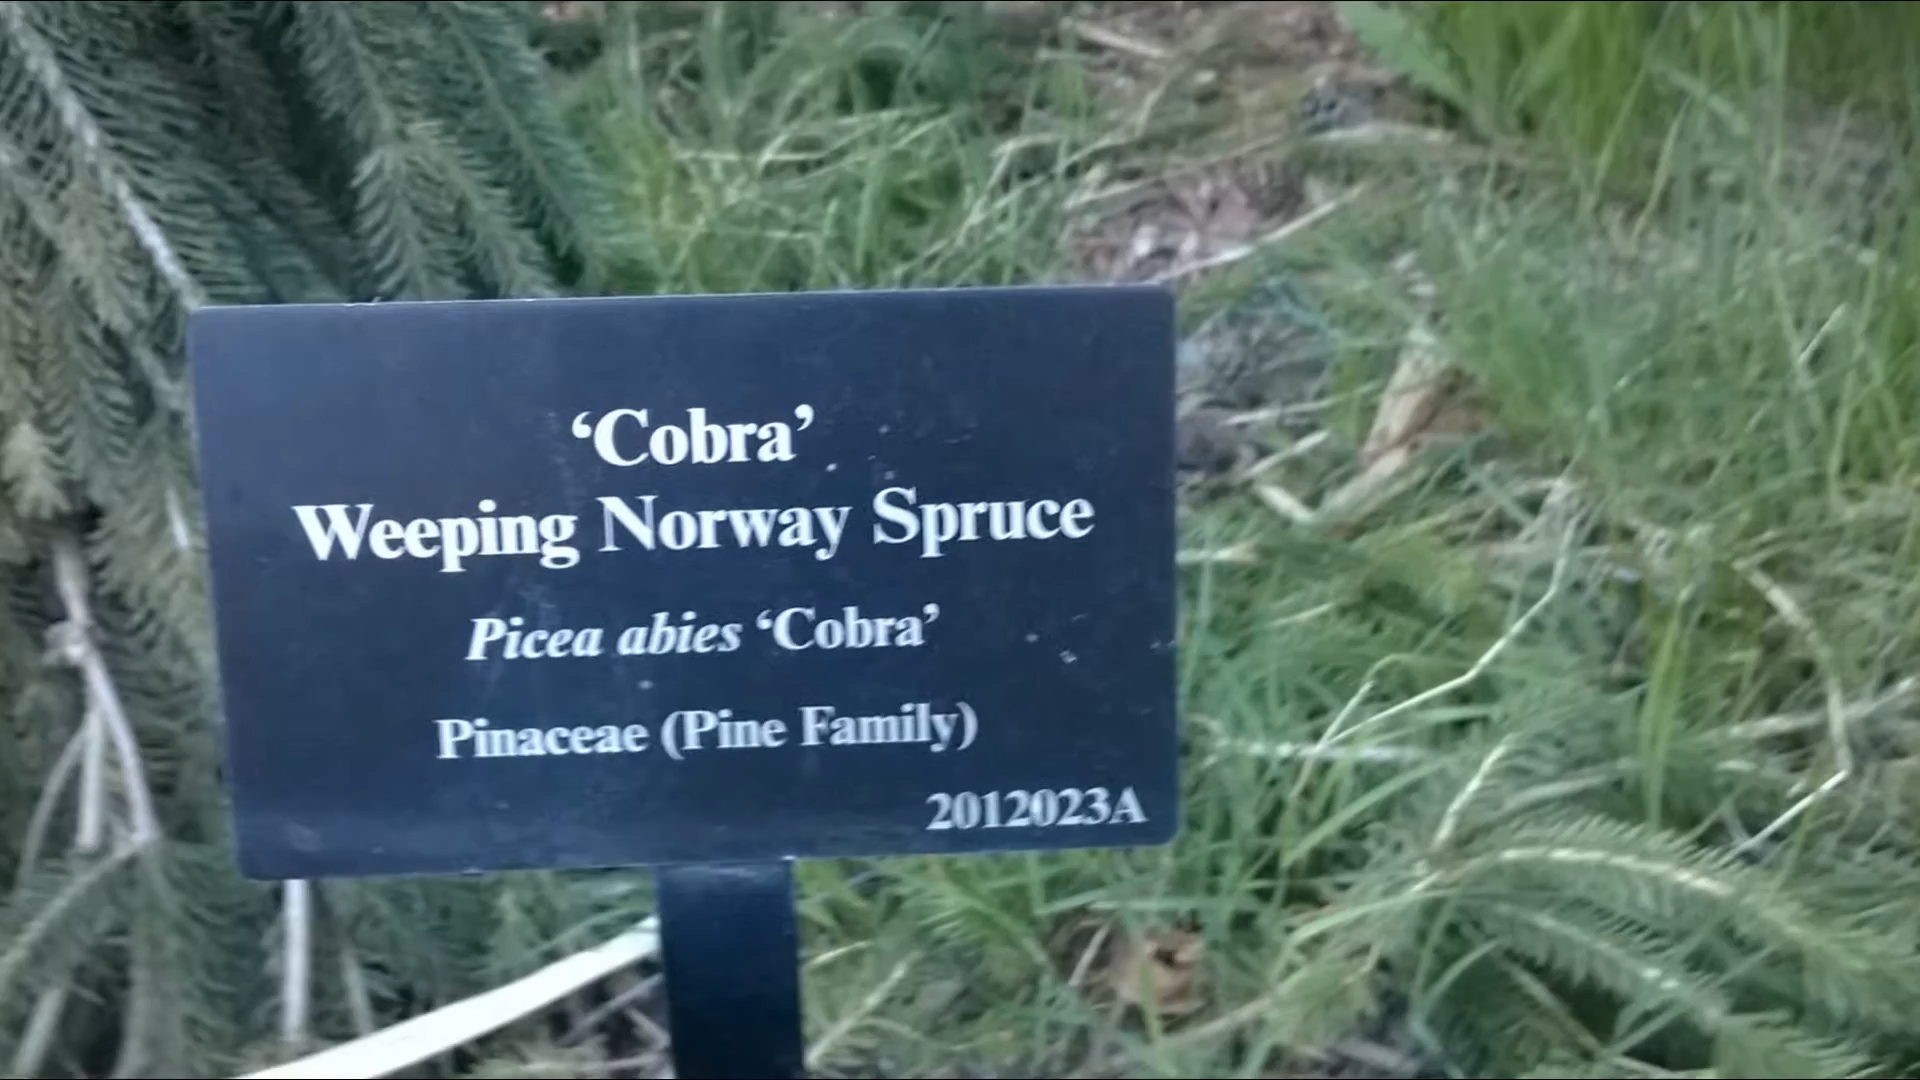 ‘Cobra’
Weeping Norway Spruce
Picea abies ‘Cobra’
Pinaceae (Pine Family)
2012023A